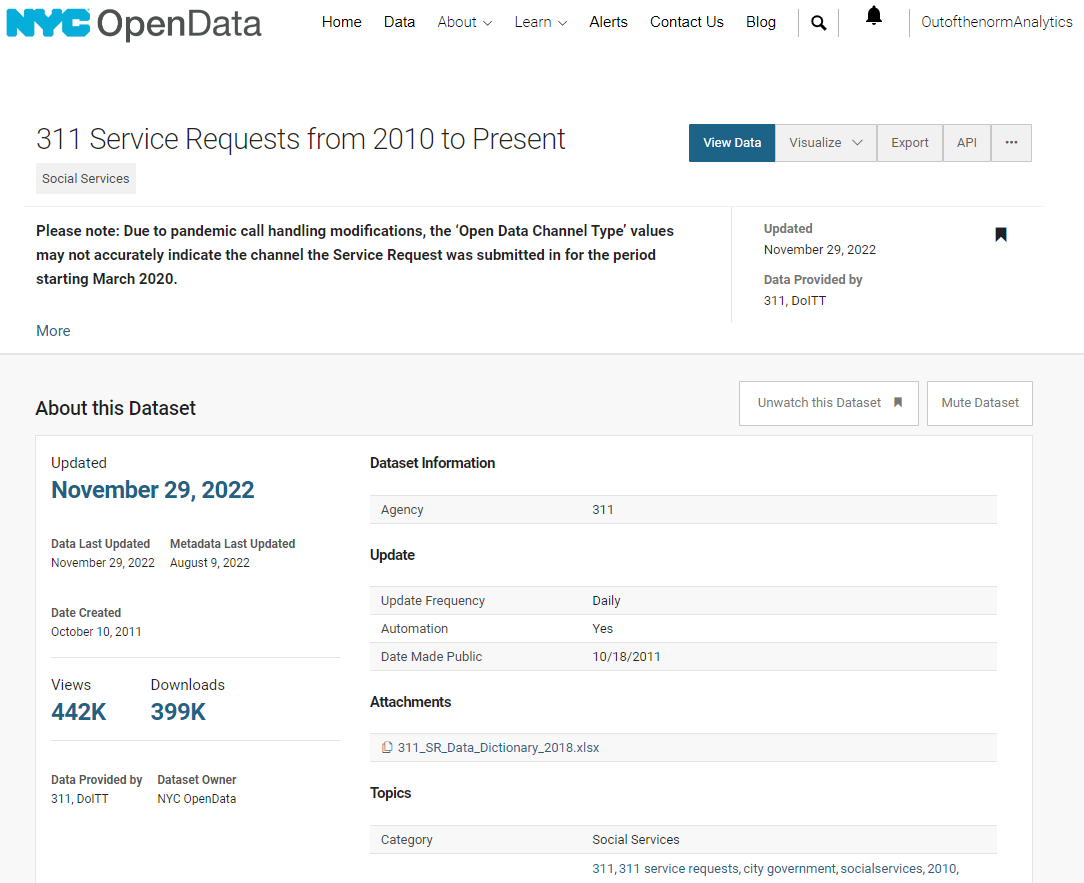 NYC OpenData
Home Data About Learn Alerts Contact Us Blog OutofthenormAnalytics
311 Service Requests from 2010 to Present
View Data Visualize Export API ...
Social Services
Please note: Due to pandemic call handling modifications, the ‘Open Data Channel Type’ values
may not accurately indicate the channel the Service Request was submitted in for the period
starting March 2020.
More
Updated
November 29, 2022
Data Provided by
311, DoITT
About this Dataset
Unwatch this Dataset Mute Dataset
Updated
November 29, 2022
Data Last Updated Metadata Last Updated
November 29, 2022 August 9, 2022
Date Created
October 10, 2011
Views Downloads
442K 399K
Data Provided by Dataset Owner
311, DoITT NYC OpenData
Dataset Information
Agency 311
Update
Update Frequency Daily
Automation Yes
Date Made Public 10/18/2011
Attachments
311_SR_Data_Dictionary_2018.xlsx
Topics
Category Social Services
311, 311 service requests, city government, socialservices, 2010,